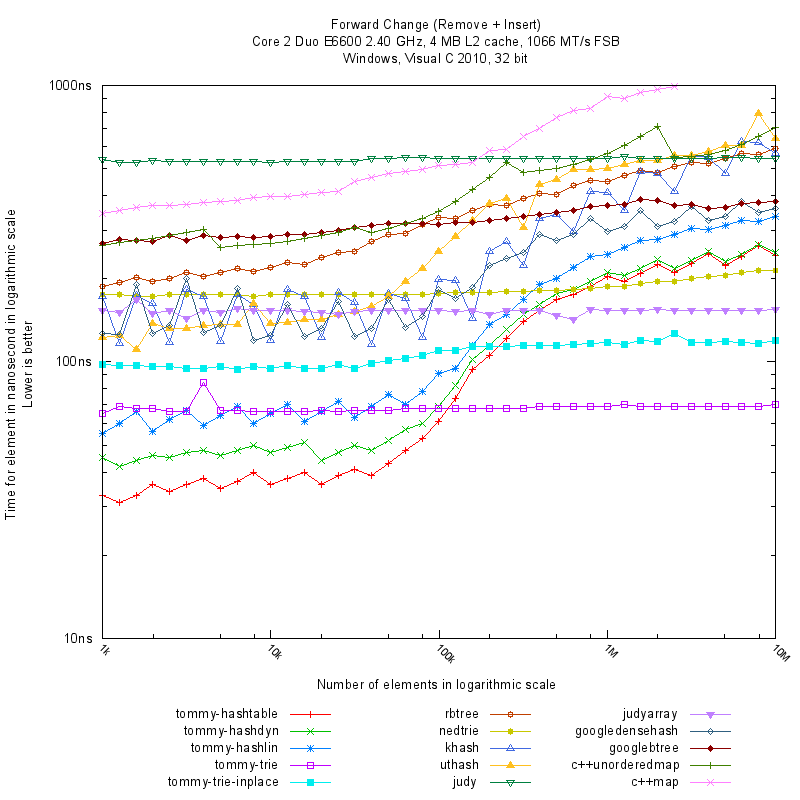 Forward Change (Remove + Insert)
Core 2 Duo E6600 2.40 GHz, 4 MB L2 cache, 1066 MT/s FSB
Windows, Visual C 2010, 32 bit
1000ns
100ns
10ns
Time for element in nanosecond in logarithmic scale
Lower is better
1k
10k
100k
1M
10M
Number of elements in logarithmic scale
tommy-hashtable
tommy-hashdyn
tommy-hashlin
tommy-trie
tommy-trie-inplace
rbtree
nedtrie
khash
uthash
judy
judyarray
googledensehash
googlebtree
c++unorderedmap
c++map